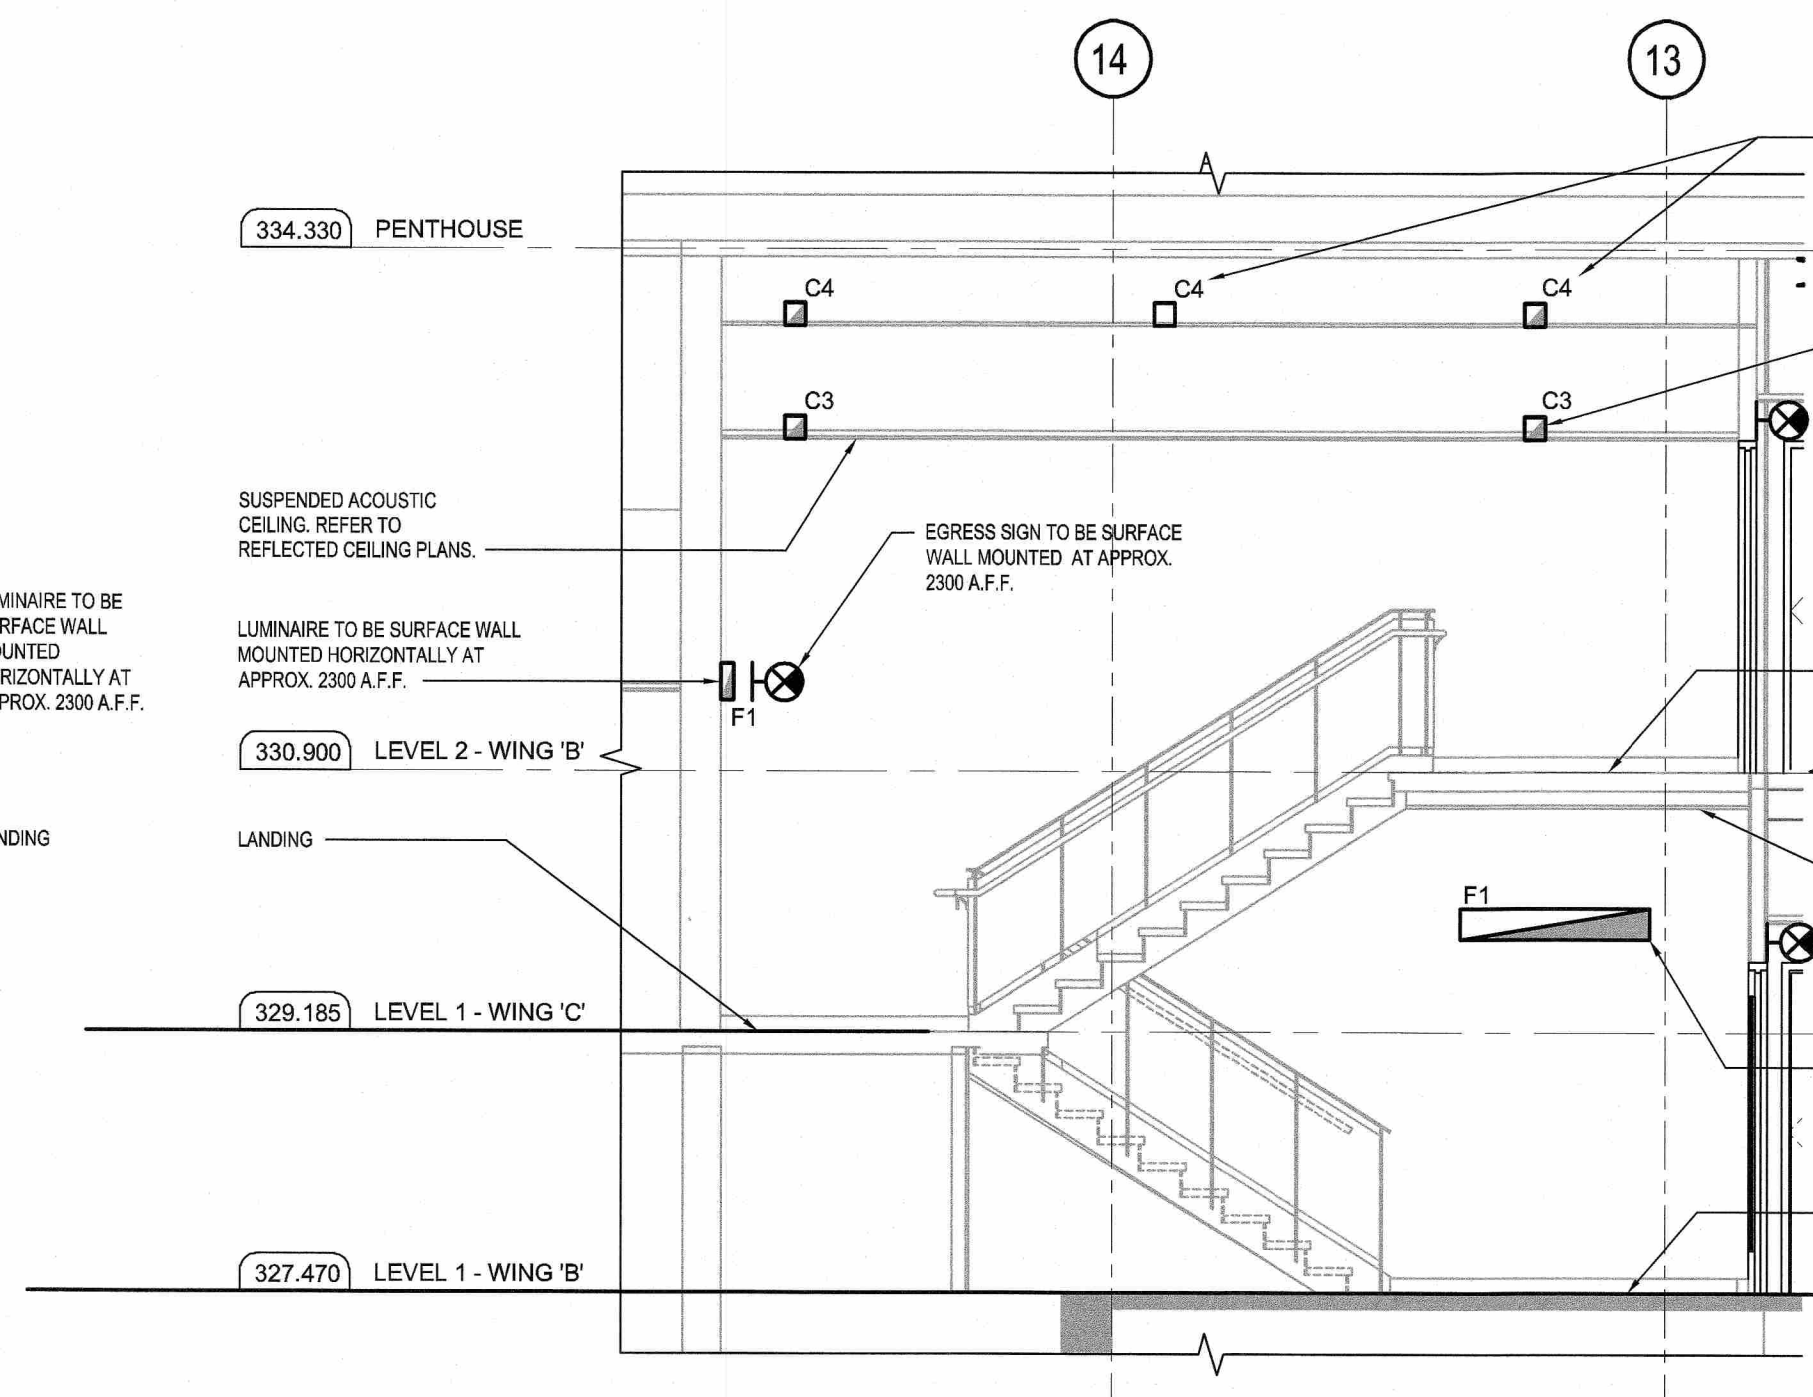 14
13
334.330 PENTHOUSE
C4
C4
C4
C3
C3
SUSPENDED ACOUSTIC
CEILING. REFER TO
REFLECTED CEILING PLANS.
EGRESS SIGN TO BE SURFACE
WALL MOUNTED AT APPROX.
2300 A.F.F.
MINAIRE TO BE
RFACE WALL
OUNTED
RIZONTALLY AT
PROX. 2300 A.F.F.
LUMINAIRE TO BE SURFACE WALL
MOUNTED HORIZONTALLY AT
APPROX. 2300 A.F.F.
F1
330.900 LEVEL 2 - WING 'B'
NDING
LANDING
F1
329.185 LEVEL 1 - WING 'C'
327.470 LEVEL 1 - WING 'B'